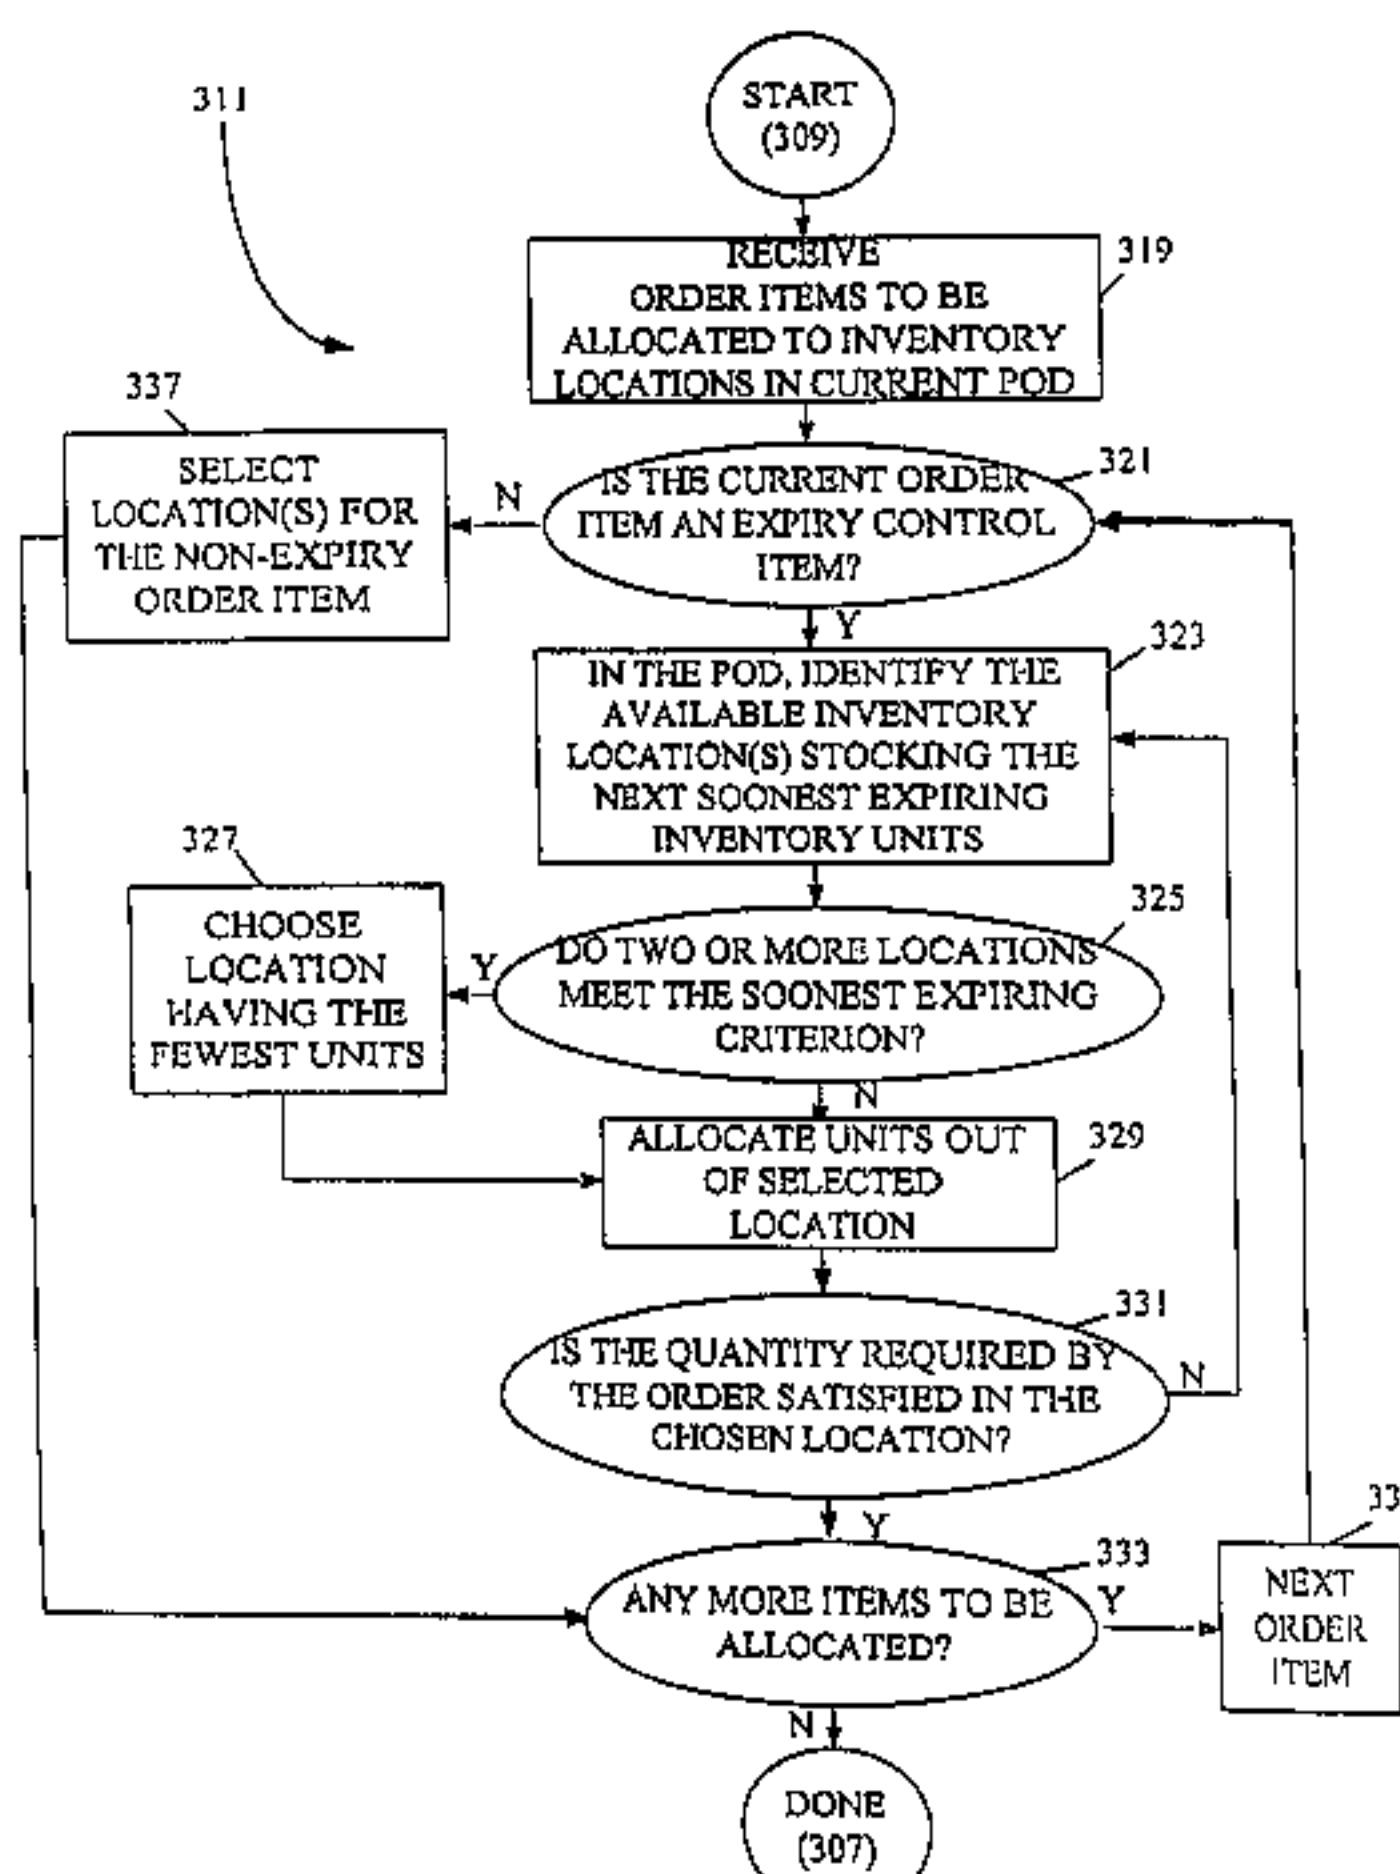 311
START
(309)
RECEIVE
ORDER ITEMS TO BE
ALLOCATED TO INVENTORY
LOCATIONS IN CURRENT POD
319
337
SELECT
LOCATION(S) FOR
THE NON-EXPIRY
ORDER ITEM
N
IS THE CURRENT ORDER
ITEM AN EXPIRY CONTROL
ITEM?
321
Y
IN THE POD, IDENTIFY THE
AVAILABLE INVENTORY
LOCATION(S) STOCKING THE
NEXT SOONEST EXPIRING
INVENTORY UNITS
323
327
CHOOSE
LOCATION
HAVING THE
FEWEST UNITS
Y
DO TWO OR MORE LOCATIONS
MEET THE SOONEST EXPIRING
CRITERION?
325
N
ALLOCATE UNITS OUT
OF SELECTED
LOCATION
329
IS THE QUANTITY REQUIRED BY
THE ORDER SATISFIED IN THE
CHOSEN LOCATION?
331
N
Y
ANY MORE ITEMS TO BE
ALLOCATED?
333
Y
33
NEXT
ORDER
ITEM
N
DONE
(307)